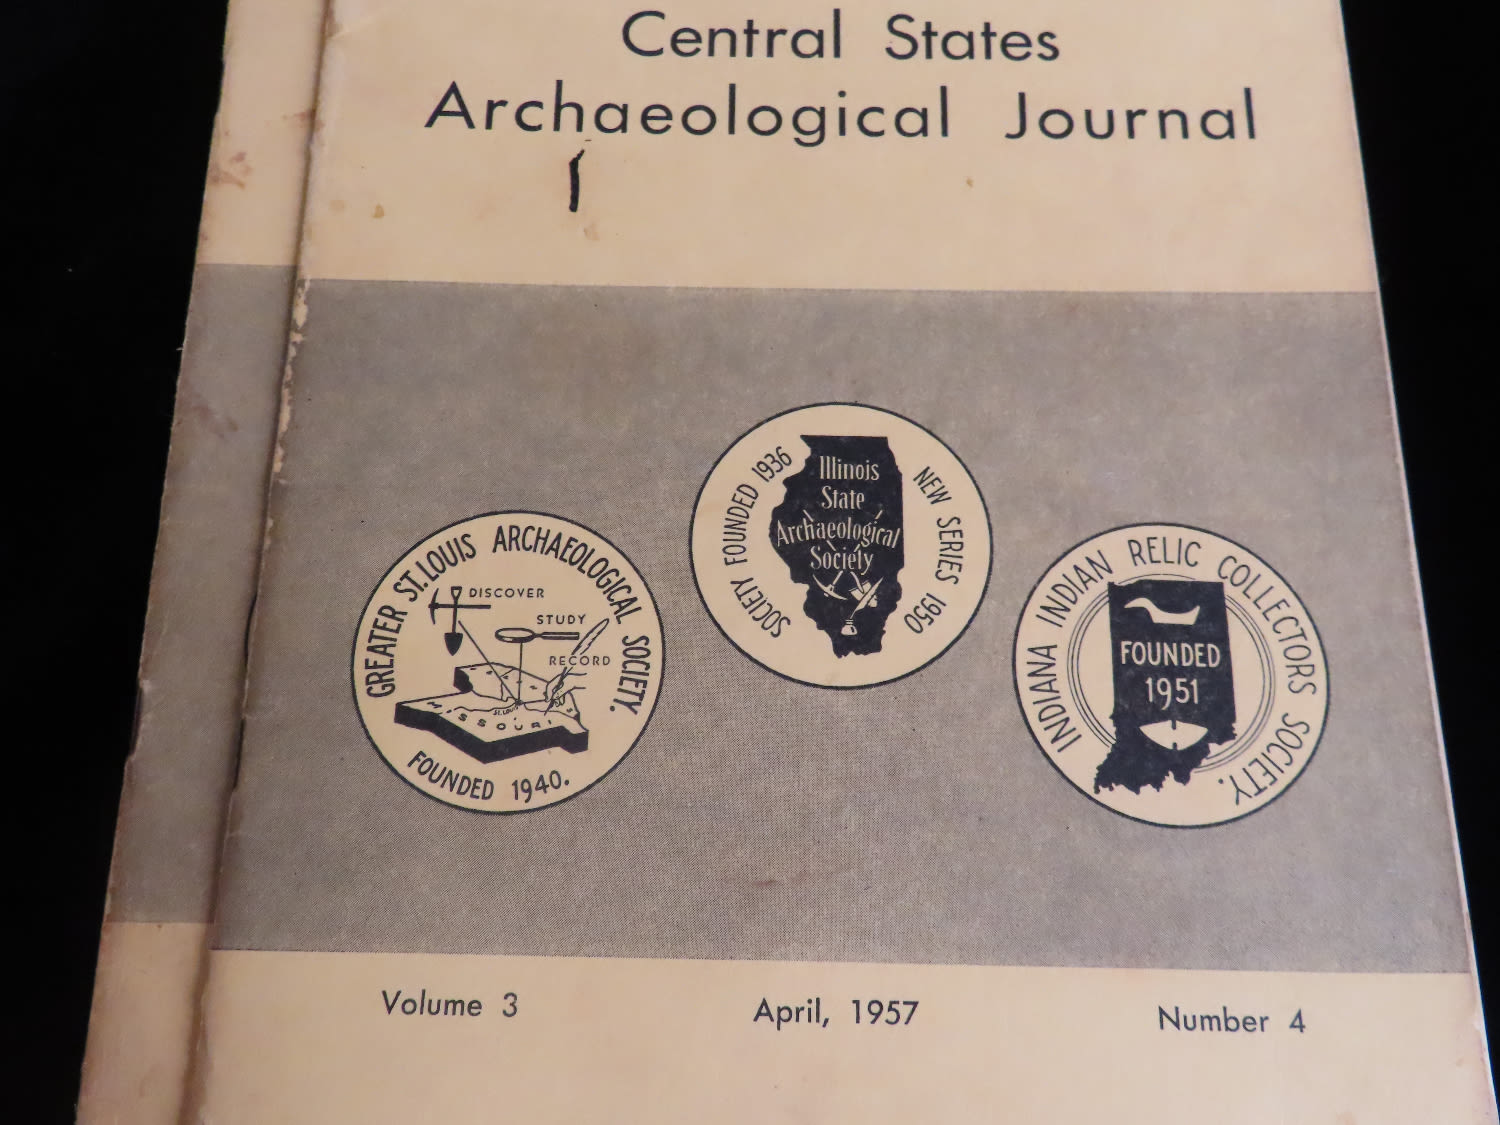 Central States
Archaeological Journal
SOCIETY FOUNDED 1936
NEW SERIES 1950
Illinois
State
Archaeological
Society
GREATER ST. LOUIS ARCHAEOLOGICAL SOCIETY.
DISCOVER
STUDY
RECORD
ST. LOUIS
MISSOURI
FOUNDED 1940.
INDIANA INDIAN RELIC COLLECTORS SOCIETY.
FOUNDED
1951
Volume 3 April, 1957 Number 4